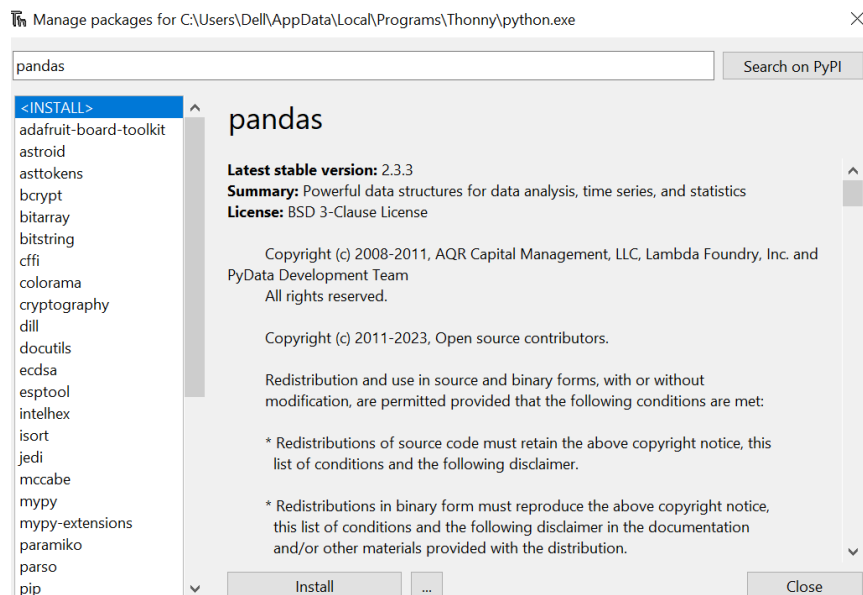 Th Manage packages for C:\Users\Dell\AppData\Local\Programs\Thonny\python.exe
pandas
Search on PyPI
<INSTALL>
adafruit-board-toolkit
astroid
asttokens
bcrypt
bitarray
bitstring
cffi
colorama
cryptography
dill
docutils
ecdsa
esptool
intelhex
isort
jedi
mccabe
mypy
mypy-extensions
paramiko
parso
pip
pandas
Latest stable version: 2.3.3
Summary: Powerful data structures for data analysis, time series, and statistics
License: BSD 3-Clause License
Copyright (c) 2008-2011, AQR Capital Management, LLC, Lambda Foundry, Inc. and
PyData Development Team
All rights reserved.
Copyright (c) 2011-2023, Open source contributors.
Redistribution and use in source and binary forms, with or without
modification, are permitted provided that the following conditions are met:
* Redistributions of source code must retain the above copyright notice, this
list of conditions and the following disclaimer.
* Redistributions in binary form must reproduce the above copyright notice,
this list of conditions and the following disclaimer in the documentation
and/or other materials provided with the distribution.
Install
...
Close